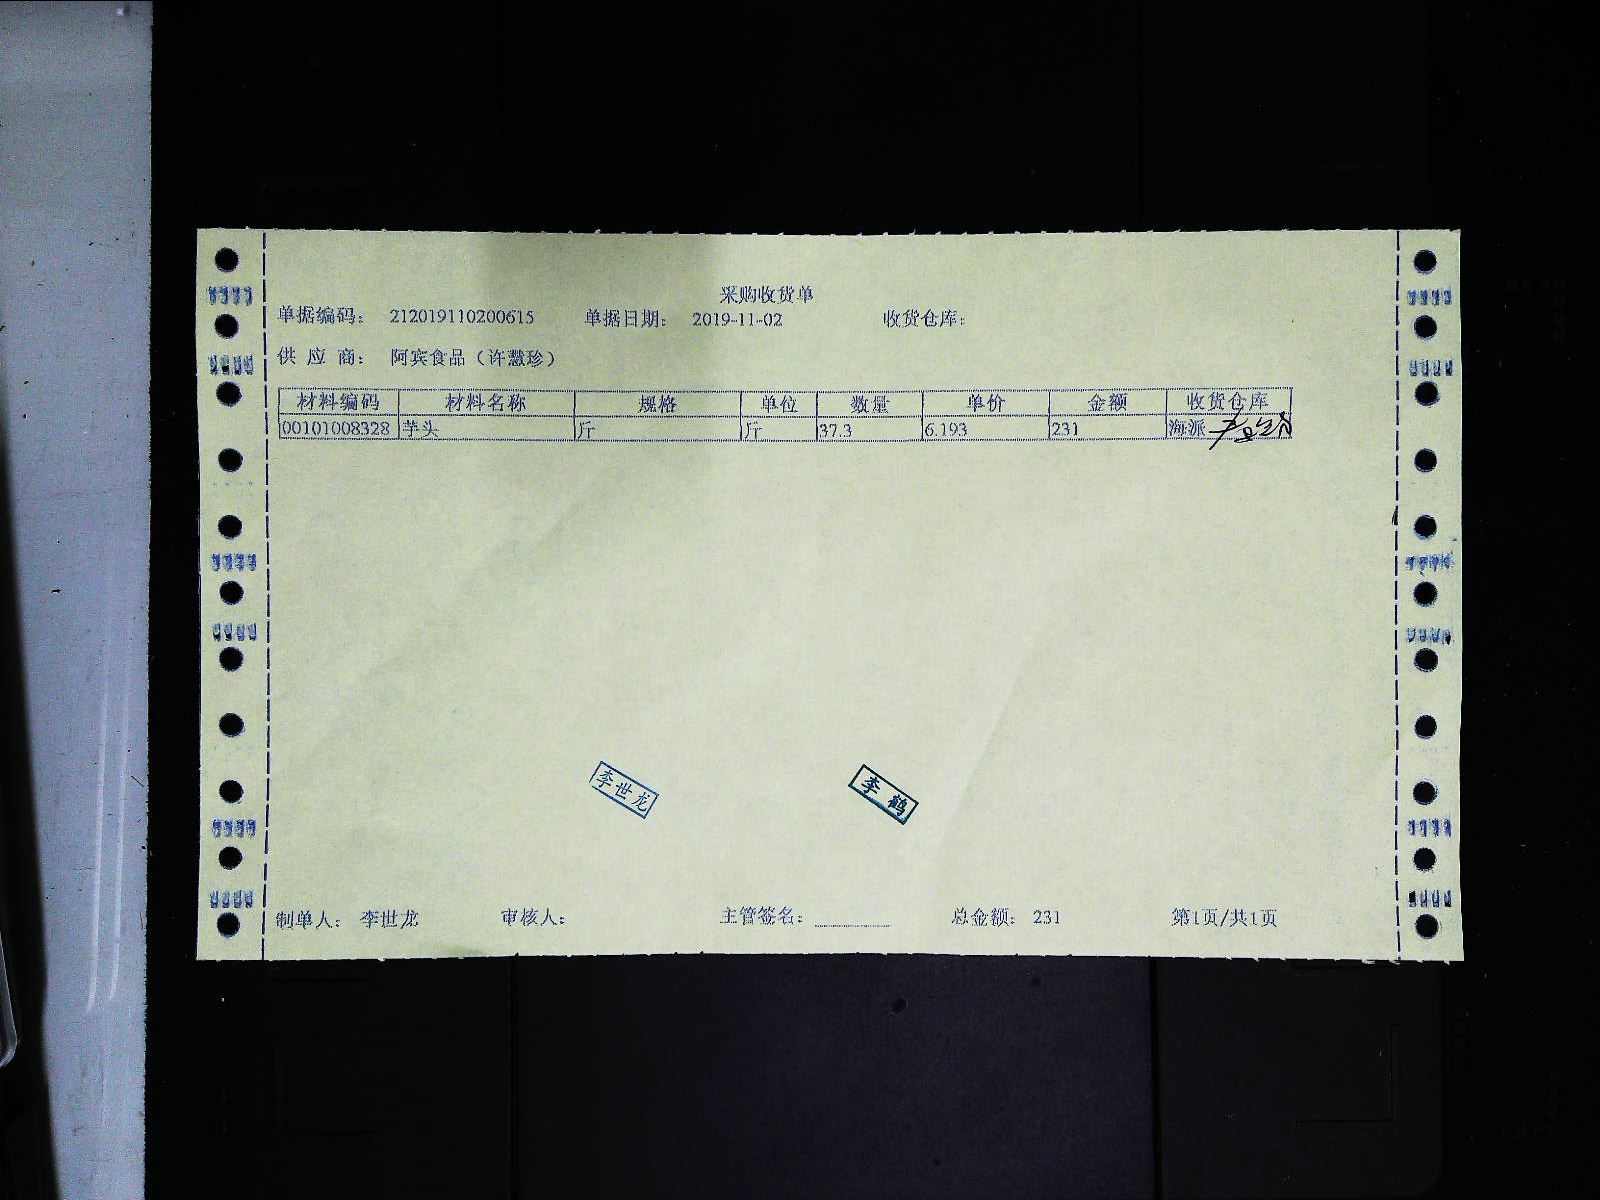 采购收货单
单据编码： 212019110200615 单据日期： 2019-11-02 收货仓库：
供 应 商： 阿宾食品（许慧珍）
材料编码 材料名称 规格 单位 数量 单价 金额 收货仓库
00101008328 芋头 斤 斤 37.3 6.193 231 海派
李世龙 李鹤
制单人： 李世龙 审核人： 主管签名： 总金额： 231 第1页/共1页